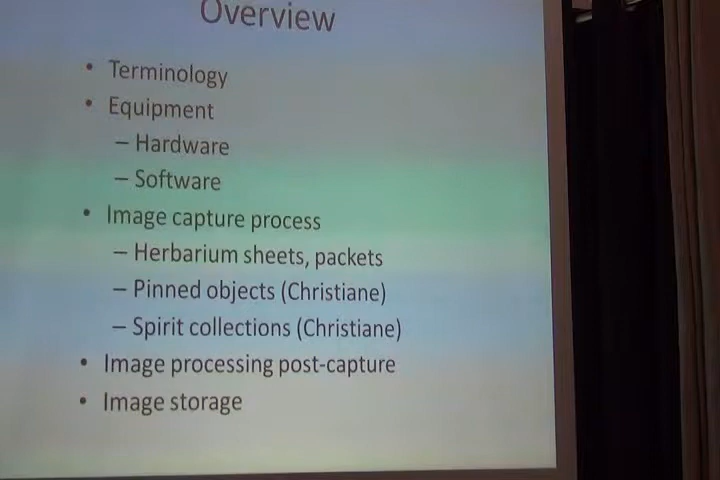 Overview
• Terminology
• Equipment
– Hardware
– Software
• Image capture process
– Herbarium sheets, packets
– Pinned objects (Christiane)
– Spirit collections (Christiane)
• Image processing post-capture
• Image storage